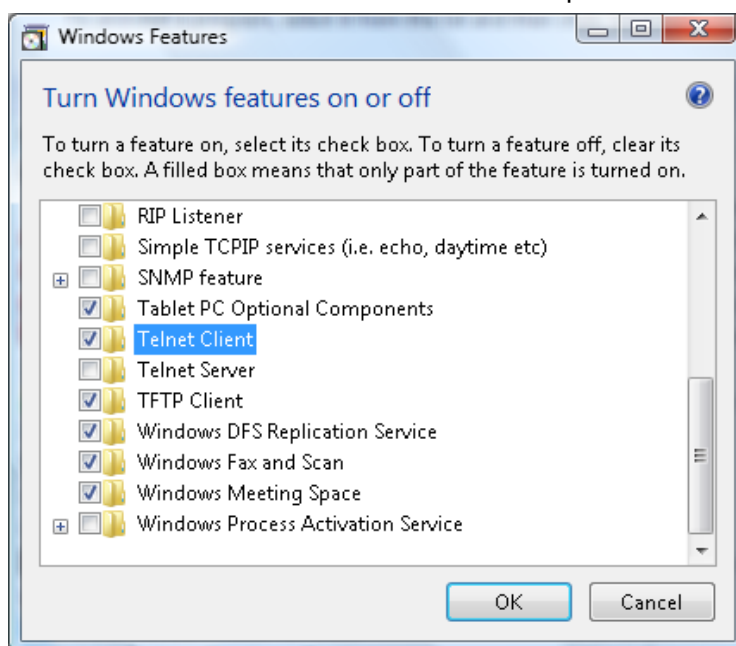 Windows Features
Turn Windows features on or off
To turn a feature on, select its check box. To turn a feature off, clear its
check box. A filled box means that only part of the feature is turned on.
RIP Listener
Simple TCPIP services (i.e. echo, daytime etc)
SNMP feature
Tablet PC Optional Components
Telnet Client
Telnet Server
TFTP Client
Windows DFS Replication Service
Windows Fax and Scan
Windows Meeting Space
Windows Process Activation Service
OK Cancel